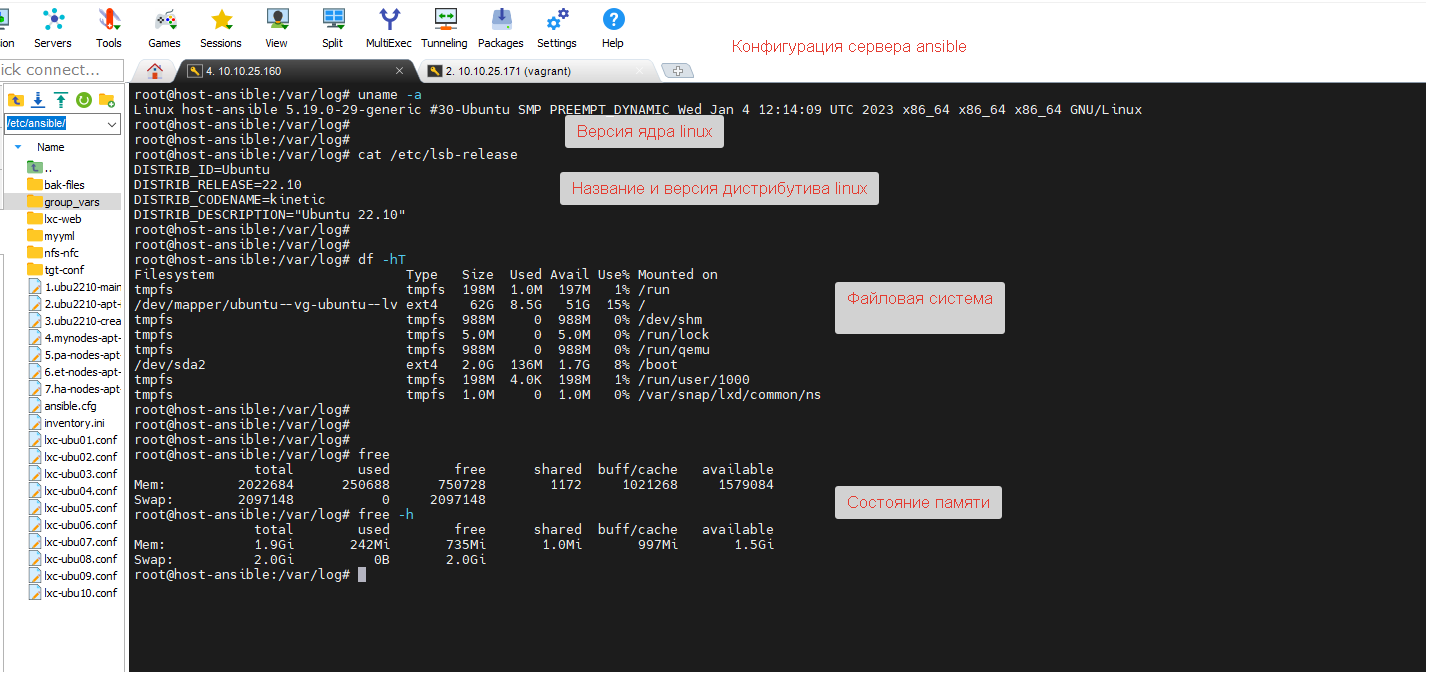 ion Servers Tools Games Sessions View Split MultiExec Tunneling Packages Settings Help
Конфигурация сервера ansible
ick connect...
4. 10.10.25.160
2. 10.10.25.171 (vagrant)
/etc/ansible/
Name
..
bak-files
group_vars
lxc-web
myyml
nfs-nfc
tgt-conf
1.ubu2210-main
2.ubu2210-apt-
3.ubu2210-crea
4.mynodes-apt-
5.pa-nodes-apt-
6.et-nodes-apt-
7.ha-nodes-apt-
ansible.cfg
inventory.ini
lxc-ubu01.conf
lxc-ubu02.conf
lxc-ubu03.conf
lxc-ubu04.conf
lxc-ubu05.conf
lxc-ubu06.conf
lxc-ubu07.conf
lxc-ubu08.conf
lxc-ubu09.conf
lxc-ubu10.conf
root@host-ansible:/var/log# uname -a
Linux host-ansible 5.19.0-29-generic #30-Ubuntu SMP PREEMPT_DYNAMIC Wed Jan 4 12:14:09 UTC 2023 x86_64 x86_64 x86_64 GNU/Linux
root@host-ansible:/var/log#
Версия ядра linux
root@host-ansible:/var/log#
root@host-ansible:/var/log# cat /etc/lsb-release
DISTRIB_ID=Ubuntu
DISTRIB_RELEASE=22.10
Название и версия дистрибутива linux
DISTRIB_CODENAME=kinetic
DISTRIB_DESCRIPTION="Ubuntu 22.10"
root@host-ansible:/var/log#
root@host-ansible:/var/log#
root@host-ansible:/var/log# df -hT
Filesystem Type Size Used Avail Use% Mounted on
tmpfs tmpfs 198M 1.0M 197M 1% /run
/dev/mapper/ubuntu--vg-ubuntu--lv ext4 62G 8.5G 51G 15% /
Файловая система
tmpfs tmpfs 988M 0 988M 0% /dev/shm
tmpfs tmpfs 5.0M 0 5.0M 0% /run/lock
tmpfs tmpfs 988M 0 988M 0% /run/qemu
/dev/sda2 ext4 2.0G 136M 1.7G 8% /boot
tmpfs tmpfs 198M 4.0K 198M 1% /run/user/1000
tmpfs tmpfs 1.0M 0 1.0M 0% /var/snap/lxd/common/ns
root@host-ansible:/var/log#
root@host-ansible:/var/log#
root@host-ansible:/var/log#
root@host-ansible:/var/log# free
total used free shared buff/cache available
Mem: 2022684 250688 750728 1172 1021268 1579084
Swap: 2097148 0 2097148
Состояние памяти
root@host-ansible:/var/log# free -h
total used free shared buff/cache available
Mem: 1.9Gi 242Mi 735Mi 1.0Mi 997Mi 1.5Gi
Swap: 2.0Gi 0B 2.0Gi
root@host-ansible:/var/log#